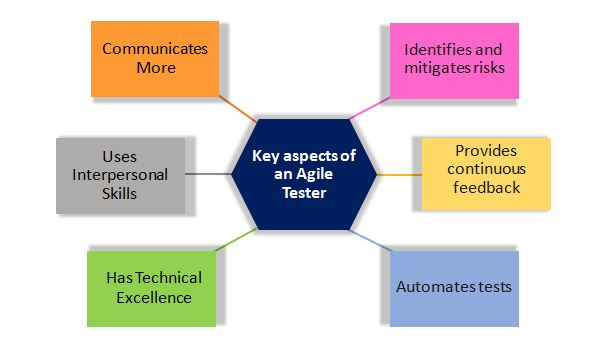 Communicates
More
Identifies and
mitigates risks
Uses
Interpersonal
Skills
Key aspects of
an Agile
Tester
Provides
continuous
feedback
Has Technical
Excellence
Automates tests